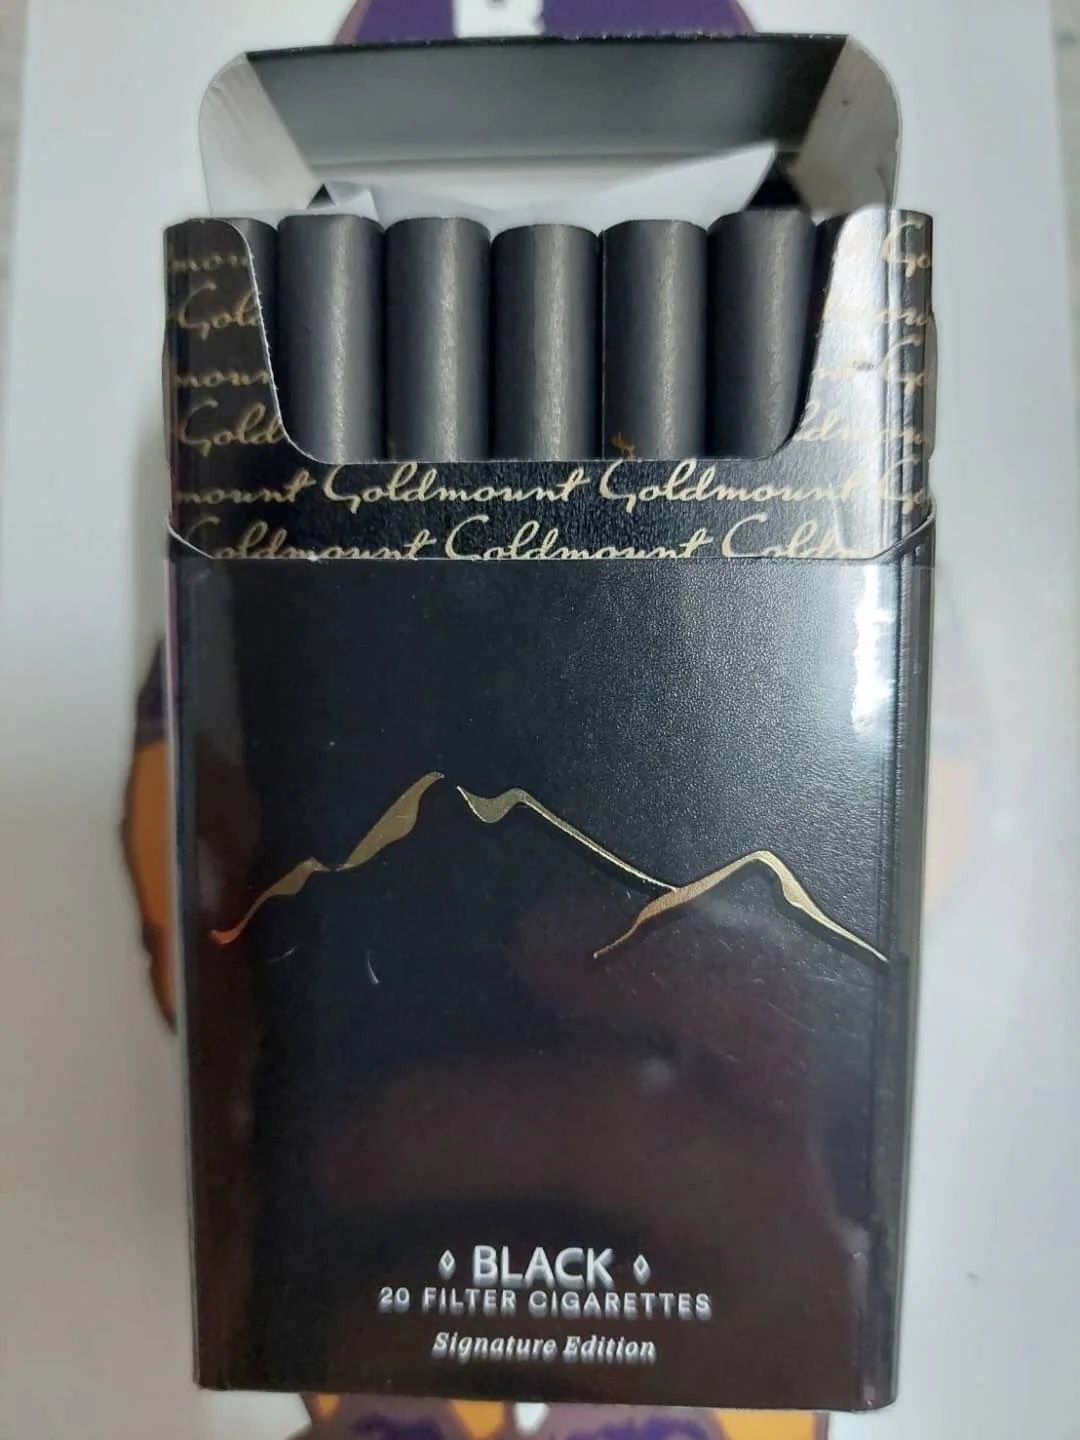 Goldmount Goldmount
Goldmount Goldmount
◊ BLACK ◊
20 FILTER CIGARETTES
Signature Edition